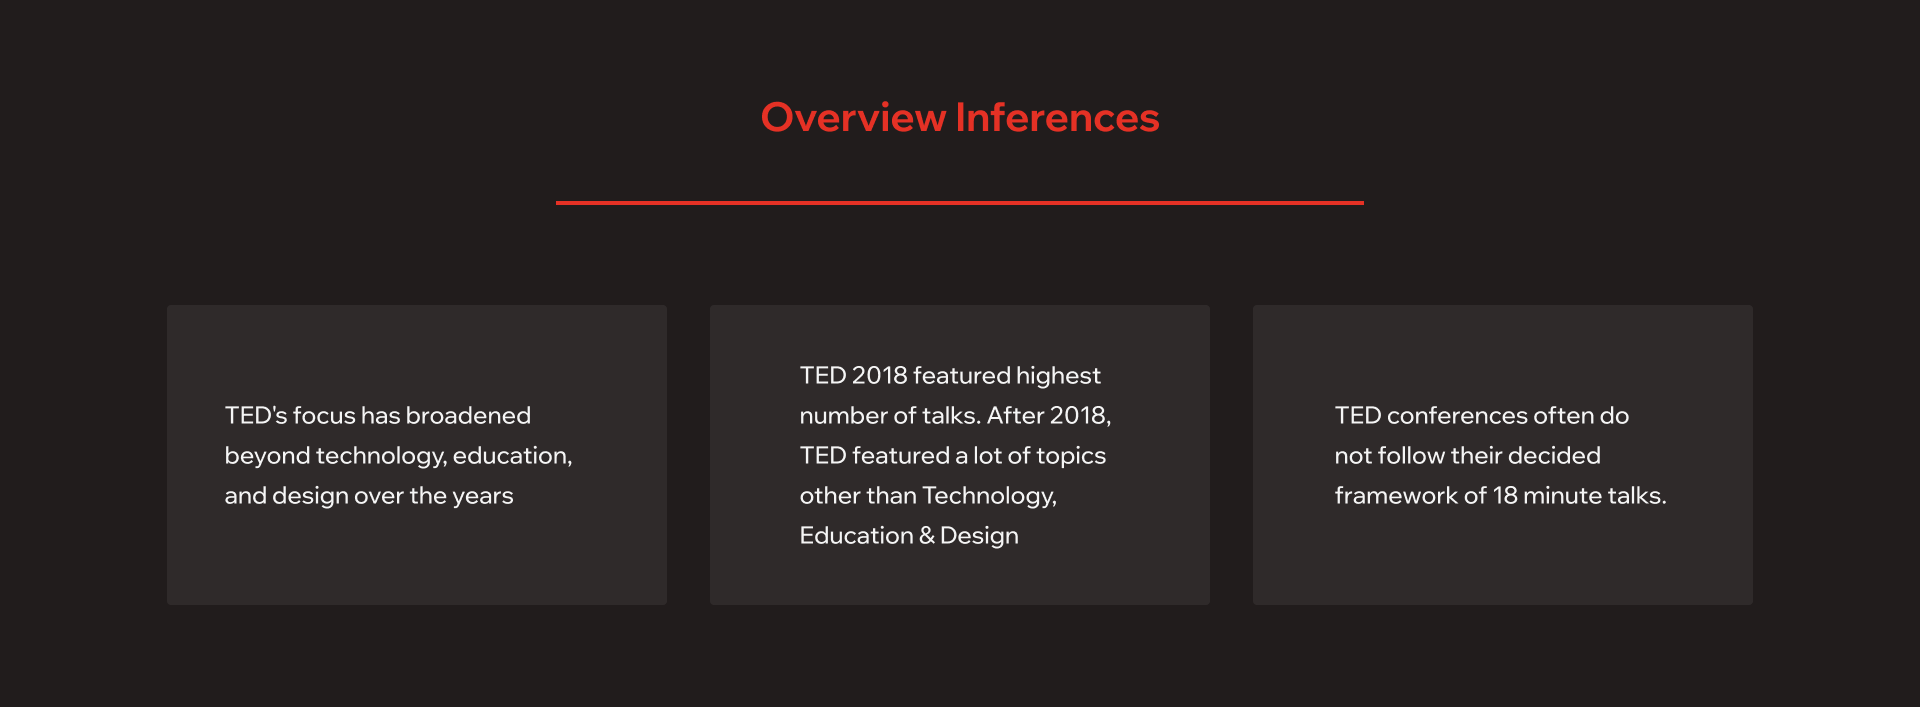 Overview Inferences
TED's focus has broadened
beyond technology, education,
and design over the years
TED 2018 featured highest
number of talks. After 2018,
TED featured a lot of topics
other than Technology,
Education & Design
TED conferences often do
not follow their decided
framework of 18 minute talks.